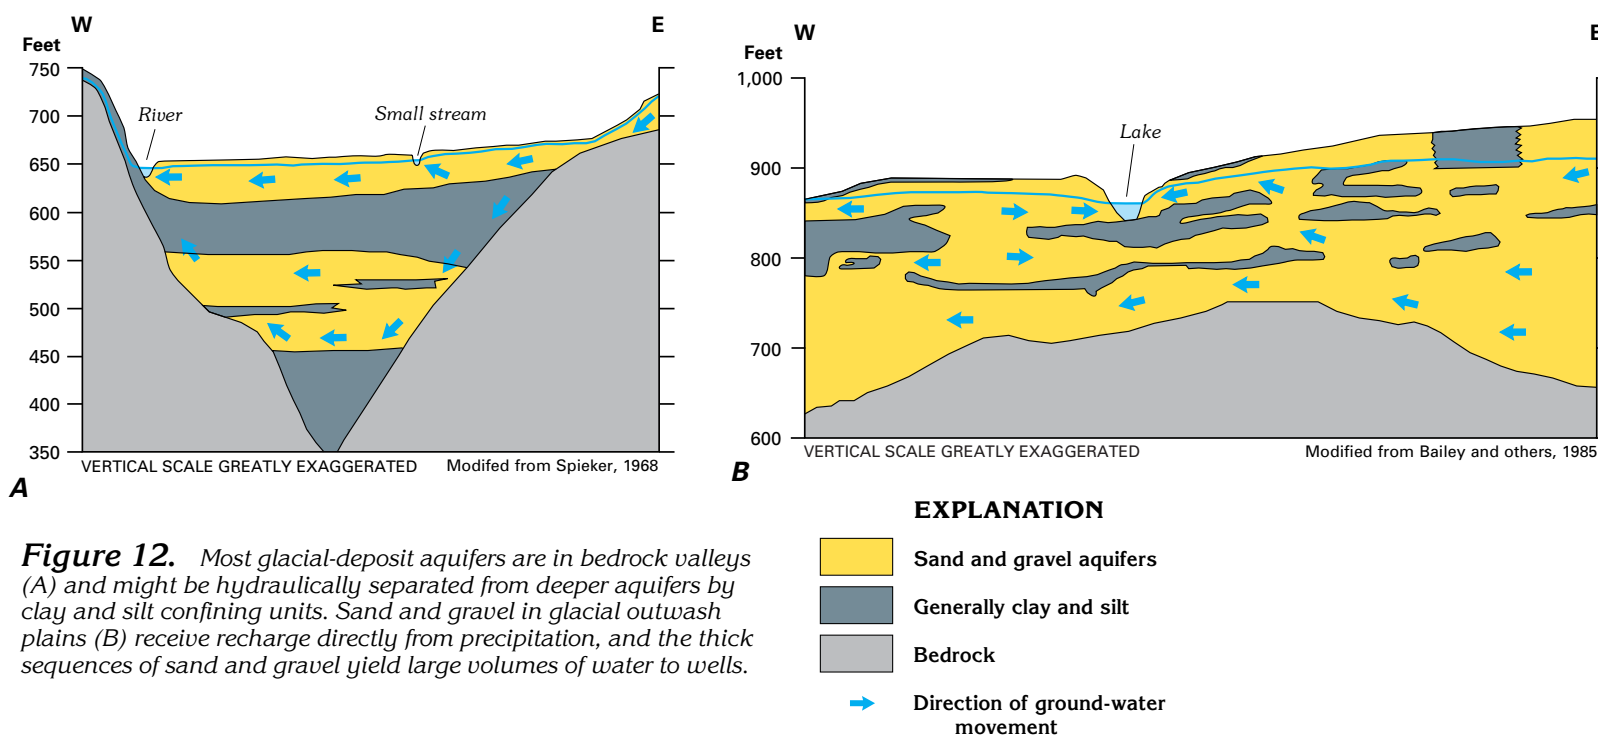 W
E
Feet
750
700
650
600
550
500
450
400
350
River
Small stream
VERTICAL SCALE GREATLY EXAGGERATED
Modifed from Spieker, 1968
A
W
E
Feet
1,000
900
800
700
600
Lake
VERTICAL SCALE GREATLY EXAGGERATED
Modified from Bailey and others, 1985
B
Figure 12. Most glacial-deposit aquifers are in bedrock valleys
(A) and might be hydraulically separated from deeper aquifers by
clay and silt confining units. Sand and gravel in glacial outwash
plains (B) receive recharge directly from precipitation, and the thick
sequences of sand and gravel yield large volumes of water to wells.
EXPLANATION
Sand and gravel aquifers
Generally clay and silt
Bedrock
Direction of ground-water
movement